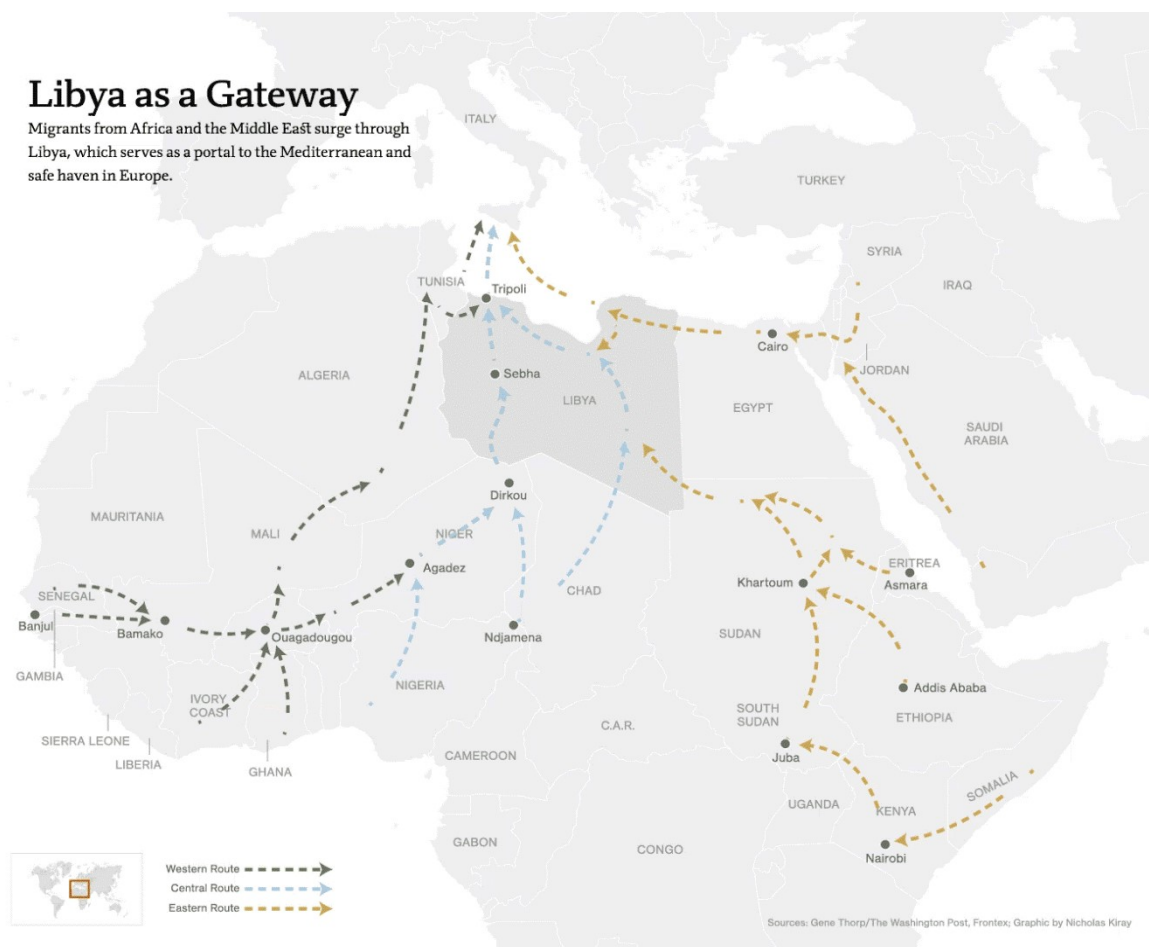 Libya as a Gateway
Migrants from Africa and the Middle East surge through
Libya, which serves as a portal to the Mediterranean and
safe haven in Europe.
ITALY
TURKEY
SYRIA
IRAQ
TUNISIA
Tripoli
Cairo
JORDAN
ALGERIA
Sebha
LIBYA
EGYPT
SAUDI
ARABIA
Dirkou
MAURITANIA
MALI
NIGER
Agadez
CHAD
Khartoum
ERITREA
Asmara
SENEGAL
Banjul
Bamako
Ouagadougou
Ndjamena
SUDAN
GAMBIA
IVORY
COAST
NIGERIA
Addis Ababa
ETHIOPIA
SOUTH
SUDAN
C.A.R.
SIERRA LEONE
LIBERIA
GHANA
CAMEROON
Juba
SOMALIA
UGANDA
KENYA
GABON
CONGO
Nairobi
Western Route
Central Route
Eastern Route
Sources: Gene Thorp/The Washington Post, Frontex; Graphic by Nicholas Kiray